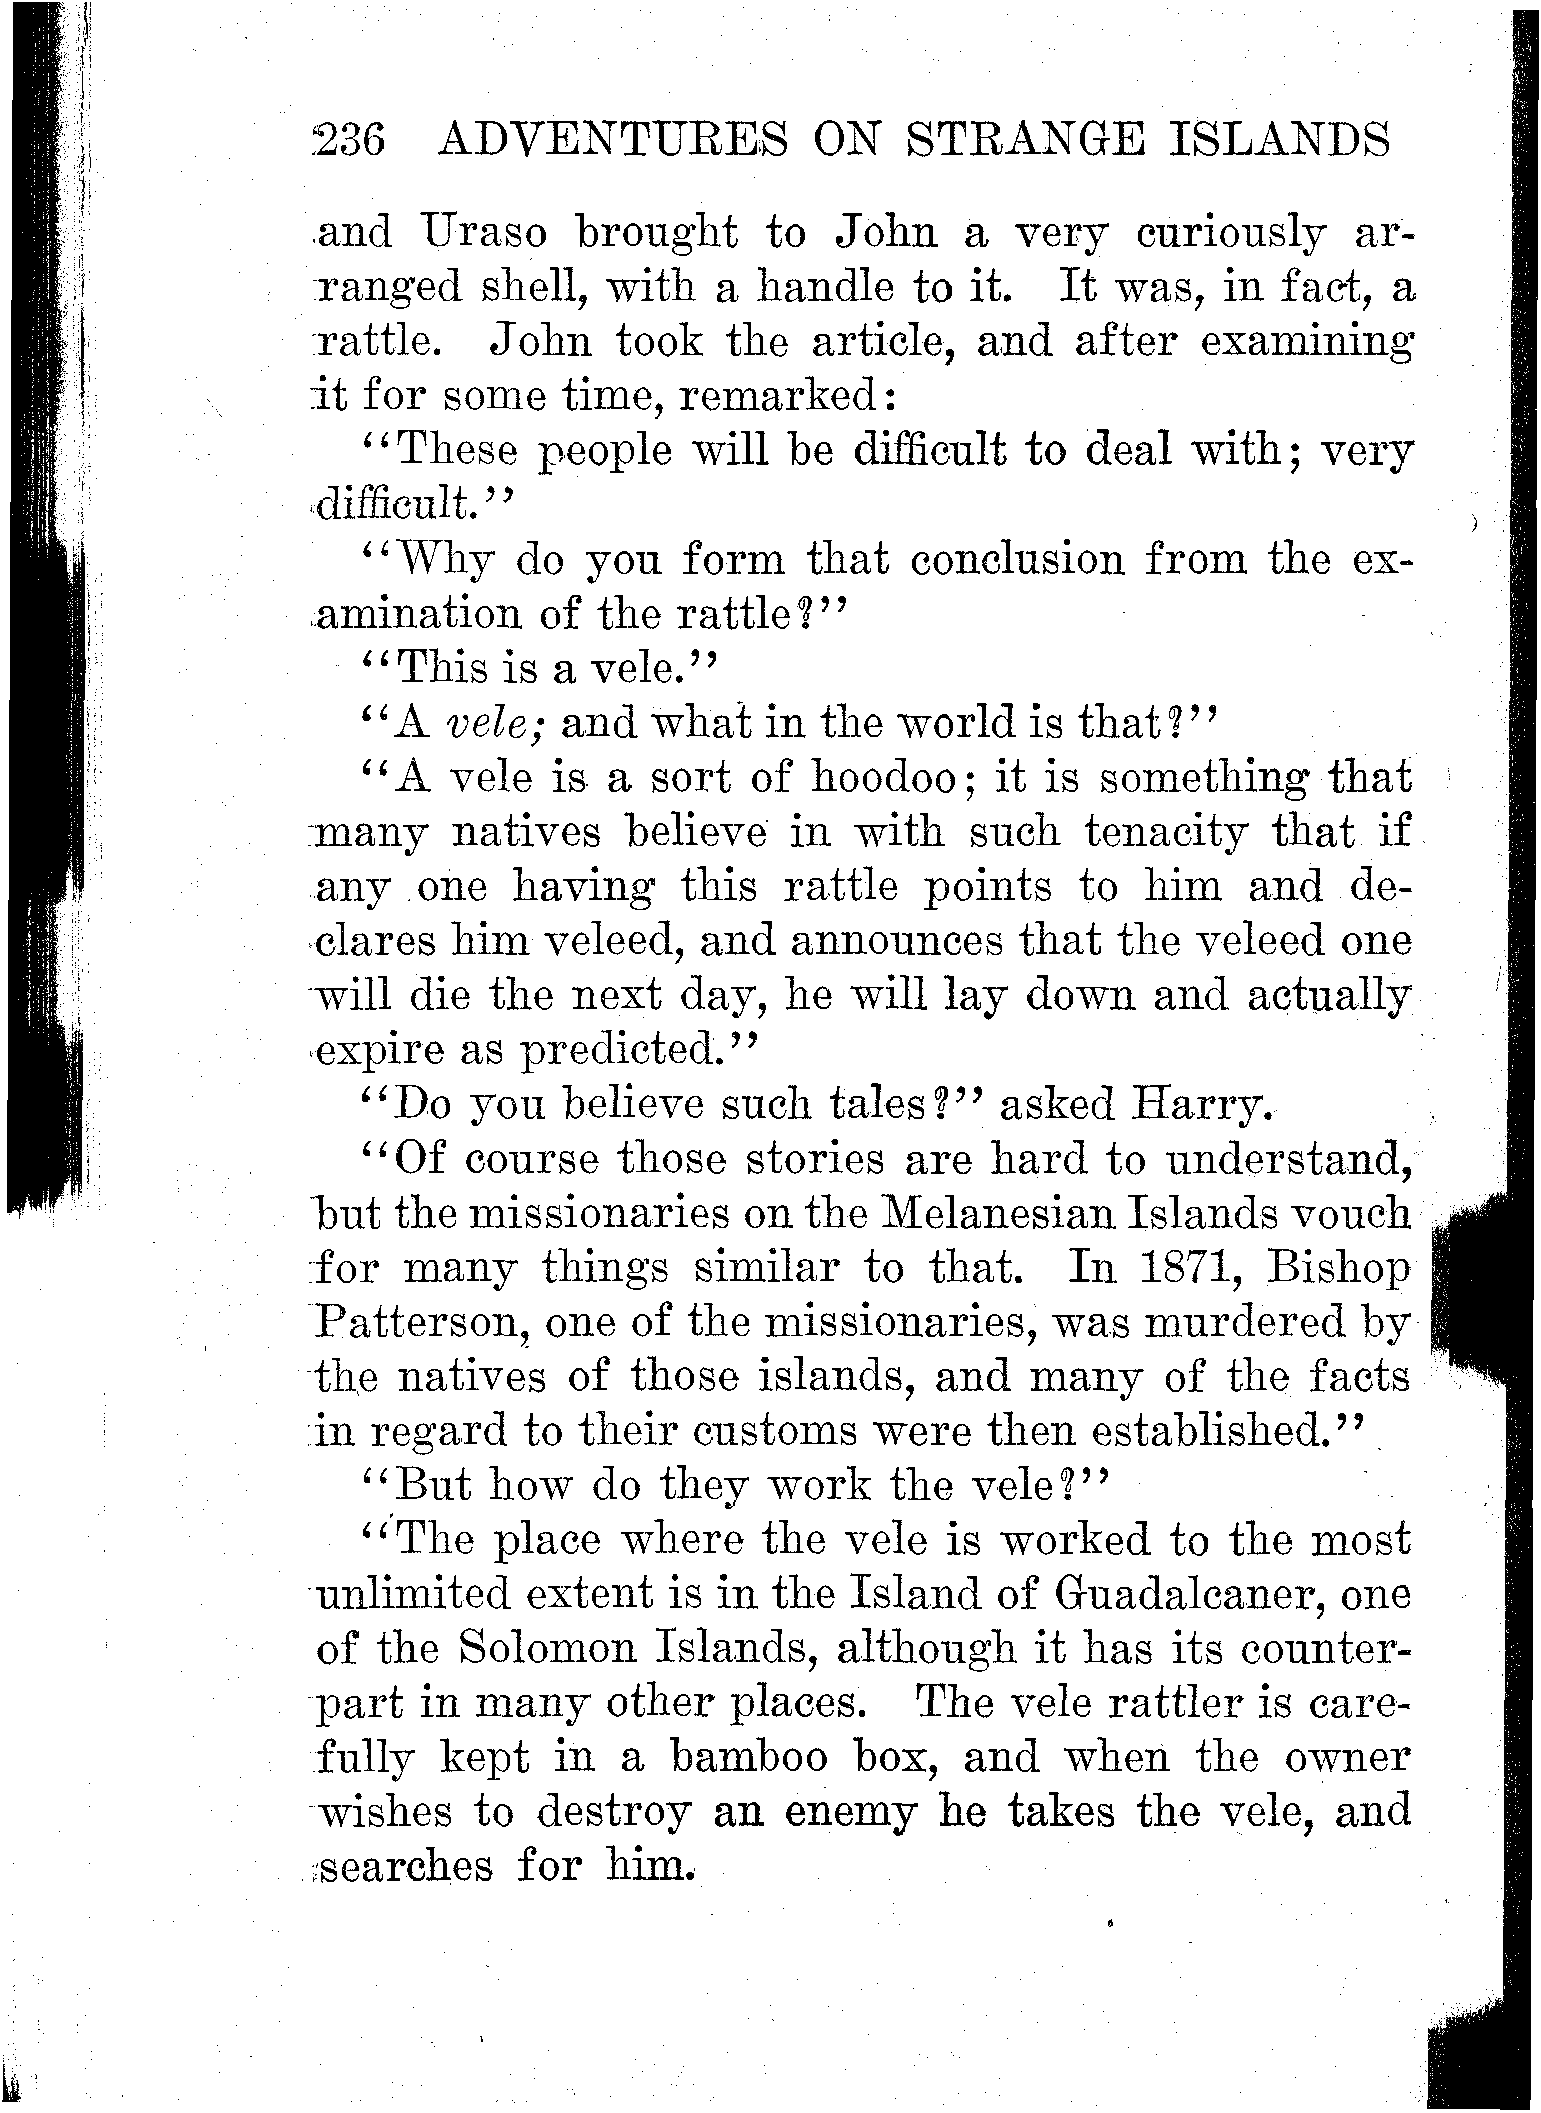 236 ADVENTURES ON STRANGE ISLANDS
and Uraso brought to John a very curiously ar-
ranged shell, with a handle to it. It was, in fact, a
rattle. John took the article, and after examining
it for some time, remarked:
"These people will be difficult to deal with; very
difficult."
"Why do you form that conclusion from the ex-
amination of the rattle?"
"This is a vele."
"A vele; and what in the world is that?"
"A vele is a sort of hoodoo; it is something that
many natives believe in with such tenacity that if
any one having this rattle points to him and de-
clares him veleed, and announces that the veleed one
will die the next day, he will lay down and actually
expire as predicted."
"Do you believe such tales?" asked Harry.
"Of course those stories are hard to understand,
but the missionaries on the Melanesian Islands vouch
for many things similar to that. In 1871, Bishop
Patterson, one of the missionaries, was murdered by
the natives of those islands, and many of the facts
in regard to their customs were then established."
"But how do they work the vele?"
"The place where the vele is worked to the most
unlimited extent is in the Island of Guadalcaner, one
of the Solomon Islands, although it has its counter-
part in many other places. The vele rattler is care-
fully kept in a bamboo box, and when the owner
wishes to destroy an enemy he takes the vele, and
searches for him.